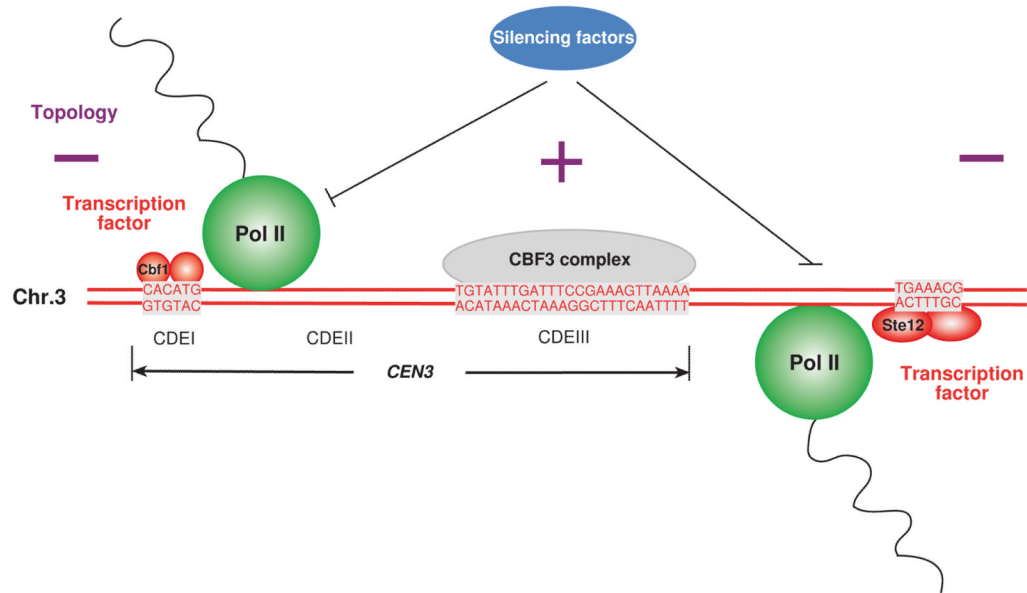 Silencing factors
Topology
−
+
−
Transcription
factor
Pol II
Cbf1
CBF3 complex
Chr.3
CACATG
GTGTAC
TGTATTTGATTTCCGAAAGTTAAAA
ACATAAACTAAAGGCTTTCAATTTT
TGAAACG
ACTTTGC
Ste12
CDEI
CDEII
CDEIII
CEN3
Pol II
Transcription
factor